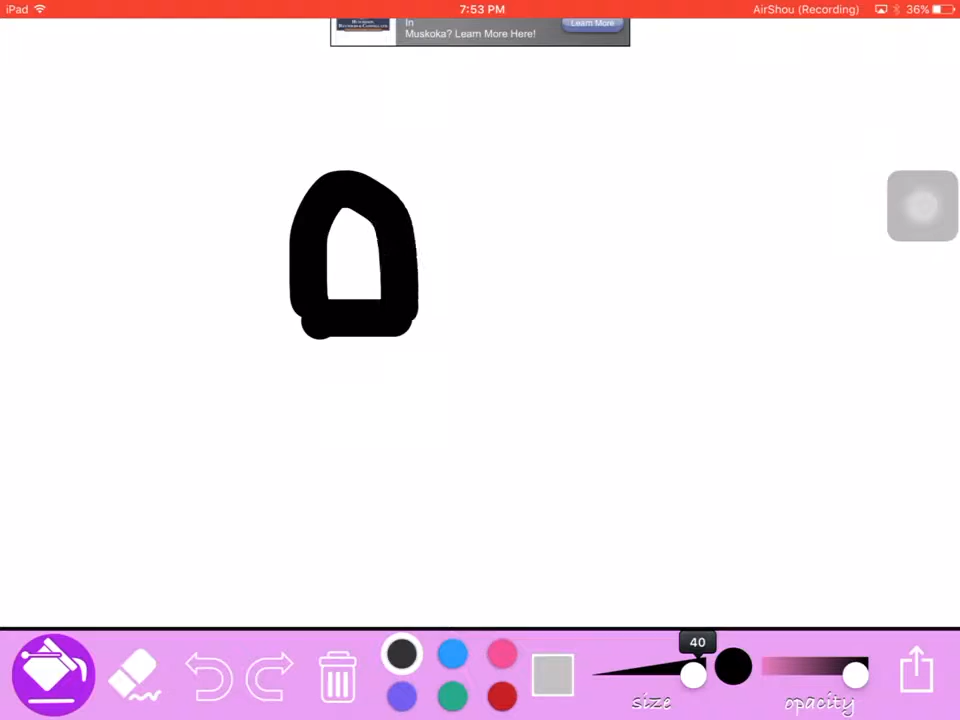 iPad 7:53 PM AirShou (Recording) 36%
In
Muskoka? Learn More Here!
Learn More
40
size opacity